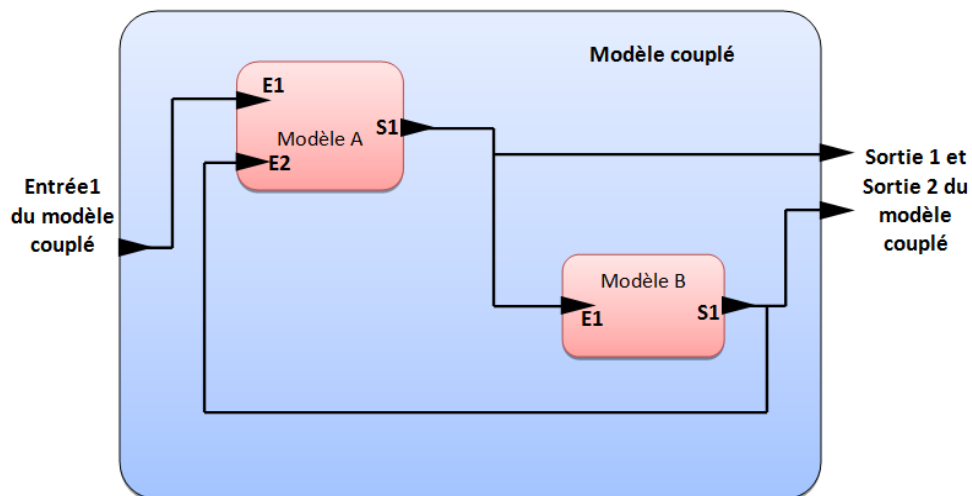 Modèle couplé
E1
Modèle A
S1
E2
Entrée1
du modèle
couplé
Sortie 1 et
Sortie 2 du
modèle
couplé
Modèle B
E1
S1